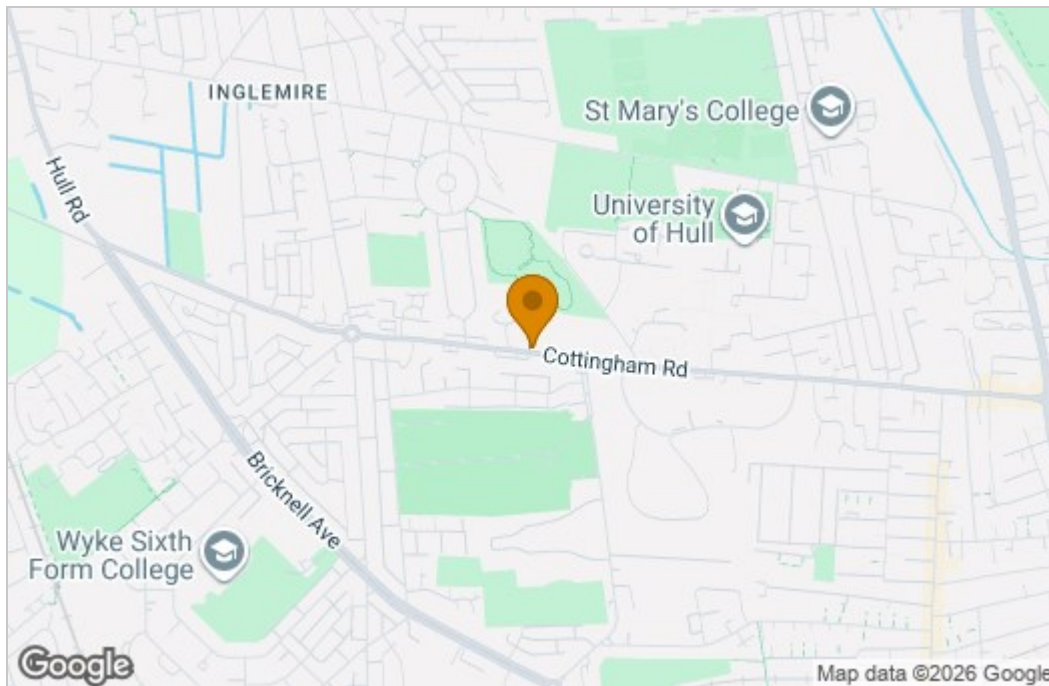 INGLEMIRE
St Mary's College
Hull Rd
University
of Hull
Cottingham Rd
Bricknell Ave
Wyke Sixth
Form College
Google
Map data ©2026 Google